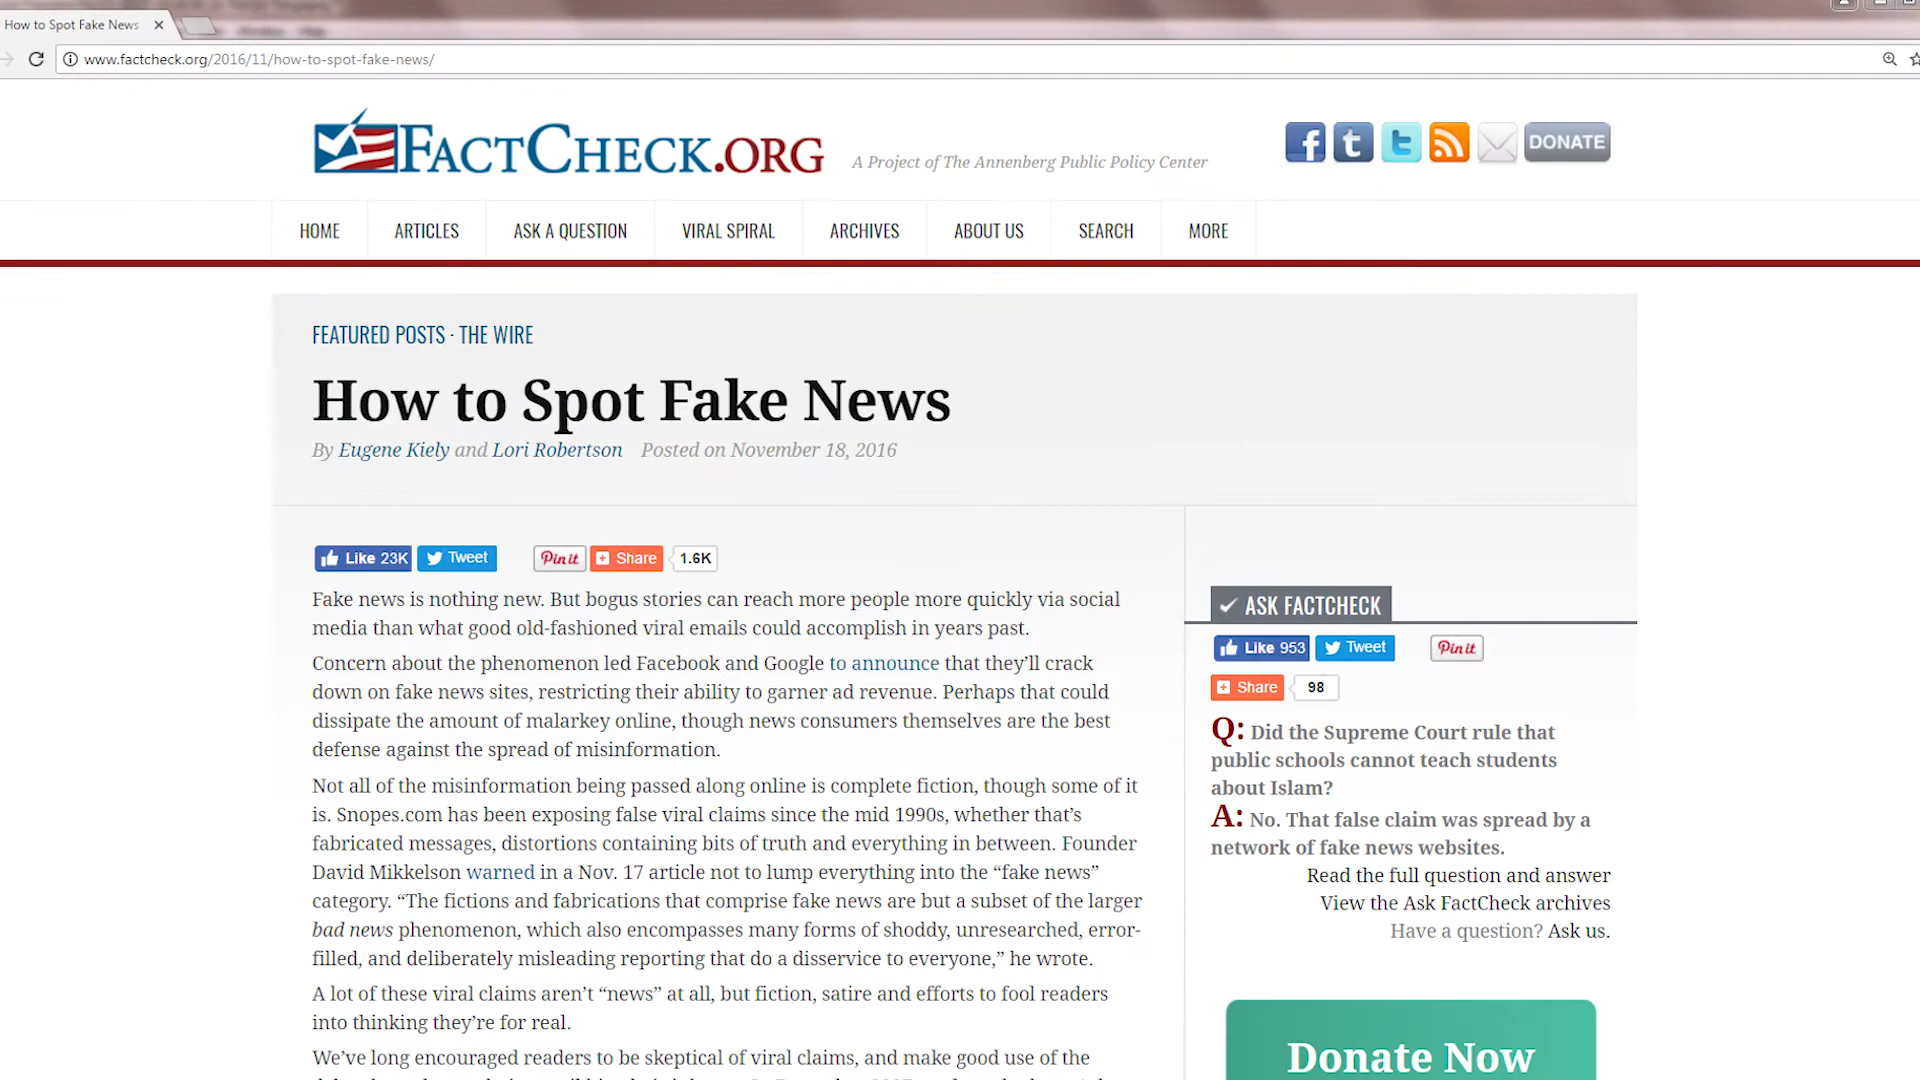 How to Spot Fake News
www.factcheck.org/2016/11/how-to-spot-fake-news/
FACTCHECK.ORG
A Project of The Annenberg Public Policy Center
DONATE
HOME
ARTICLES
ASK A QUESTION
VIRAL SPIRAL
ARCHIVES
ABOUT US
SEARCH
MORE
FEATURED POSTS · THE WIRE
How to Spot Fake News
By Eugene Kiely and Lori Robertson Posted on November 18, 2016
Like 23K
Tweet
Pin it
Share
1.6K
Fake news is nothing new. But bogus stories can reach more people more quickly via social
media than what good old-fashioned viral emails could accomplish in years past.
Concern about the phenomenon led Facebook and Google to announce that they’ll crack
down on fake news sites, restricting their ability to garner ad revenue. Perhaps that could
dissipate the amount of malarkey online, though news consumers themselves are the best
defense against the spread of misinformation.
Not all of the misinformation being passed along online is complete fiction, though some of it
is. Snopes.com has been exposing false viral claims since the mid 1990s, whether that’s
fabricated messages, distortions containing bits of truth and everything in between. Founder
David Mikkelson warned in a Nov. 17 article not to lump everything into the “fake news”
category. “The fictions and fabrications that comprise fake news are but a subset of the larger
bad news phenomenon, which also encompasses many forms of shoddy, unresearched, error-
filled, and deliberately misleading reporting that do a disservice to everyone,” he wrote.
A lot of these viral claims aren’t “news” at all, but fiction, satire and efforts to fool readers
into thinking they’re for real.
We’ve long encouraged readers to be skeptical of viral claims, and make good use of the
ASK FACTCHECK
Like 953
Tweet
Pin it
Share
98
Q: Did the Supreme Court rule that
public schools cannot teach students
about Islam?
A: No. That false claim was spread by a
network of fake news websites.
Read the full question and answer
View the Ask FactCheck archives
Have a question? Ask us.
Donate Now